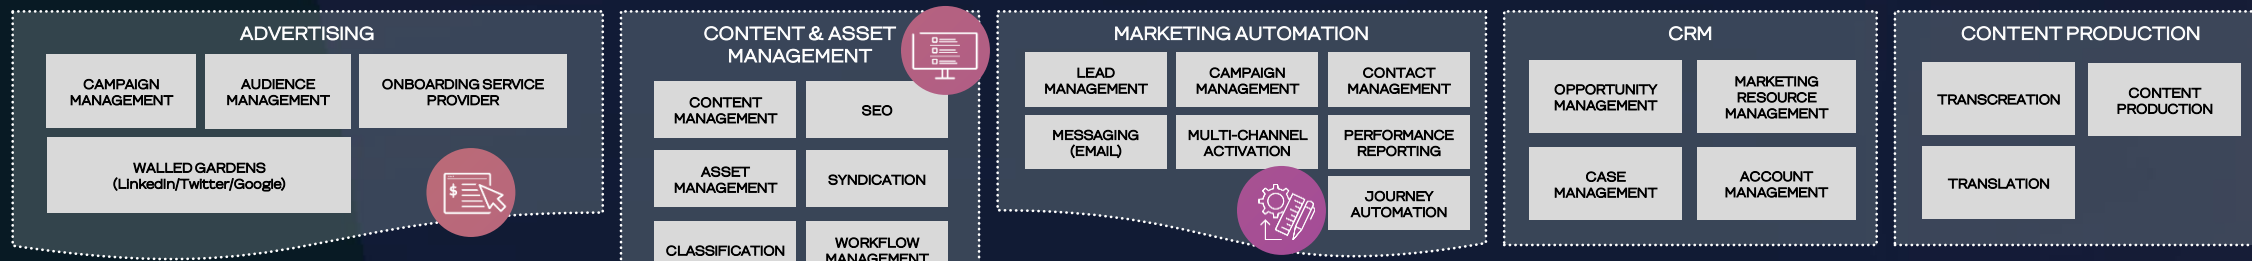 ADVERTISING
CAMPAIGN
MANAGEMENT
AUDIENCE
MANAGEMENT
ONBOARDING SERVICE
PROVIDER
WALLED GARDENS
(LinkedIn/Twitter/Google)
$
CONTENT & ASSET
MANAGEMENT
CONTENT
MANAGEMENT
SEO
ASSET
MANAGEMENT
SYNDICATION
CLASSIFICATION
WORKFLOW
MANAGEMENT
MARKETING AUTOMATION
LEAD
MANAGEMENT
CAMPAIGN
MANAGEMENT
CONTACT
MANAGEMENT
MESSAGING
(EMAIL)
MULTI-CHANNEL
ACTIVATION
PERFORMANCE
REPORTING
JOURNEY
AUTOMATION
CRM
OPPORTUNITY
MANAGEMENT
MARKETING
RESOURCE
MANAGEMENT
CASE
MANAGEMENT
ACCOUNT
MANAGEMENT
CONTENT PRODUCTION
TRANSCREATION
CONTENT
PRODUCTION
TRANSLATION